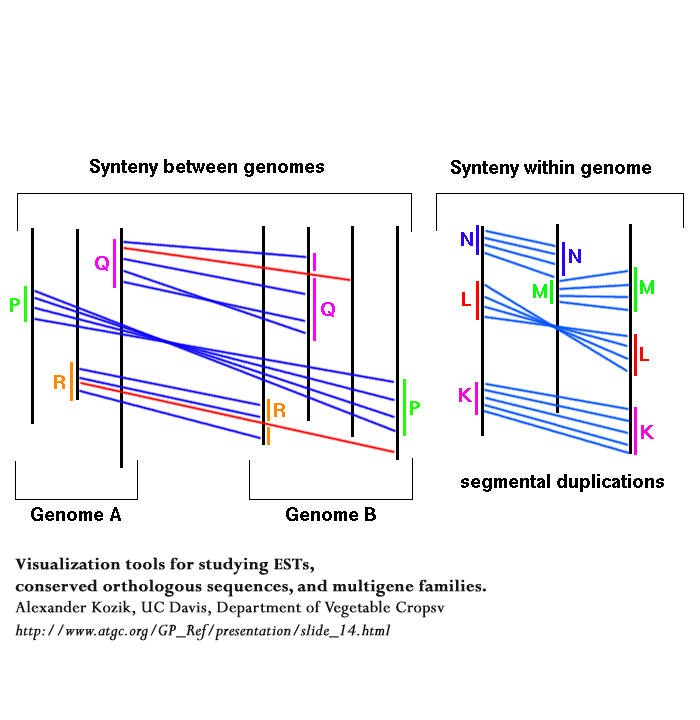 Synteny between genomes
Synteny within genome
Q
Q
P
P
R
R
N
N
M
M
L
L
K
K
segmental duplications
Genome A
Genome B
Visualization tools for studying ESTs,
conserved orthologous sequences, and multigene families.
Alexander Kozik, UC Davis, Department of Vegetable Cropsv
http://www.atgc.org/GP_Ref/presentation/slide_14.html